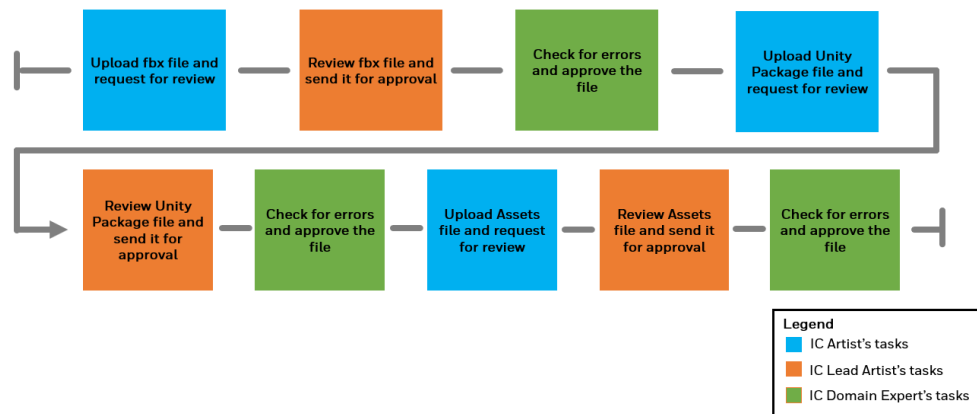 Upload fbx file and
request for review
Review fbx file and
send it for approval
Check for errors
and approve the
file
Upload Unity
Package file and
request for review
Review Unity
Package file and
send it for
approval
Check for errors
and approve the
file
Upload Assets
file and request
for review
Review Assets
file and send it
for approval
Check for errors
and approve the
file
Legend
IC Artist's tasks
IC Lead Artist's tasks
IC Domain Expert's tasks